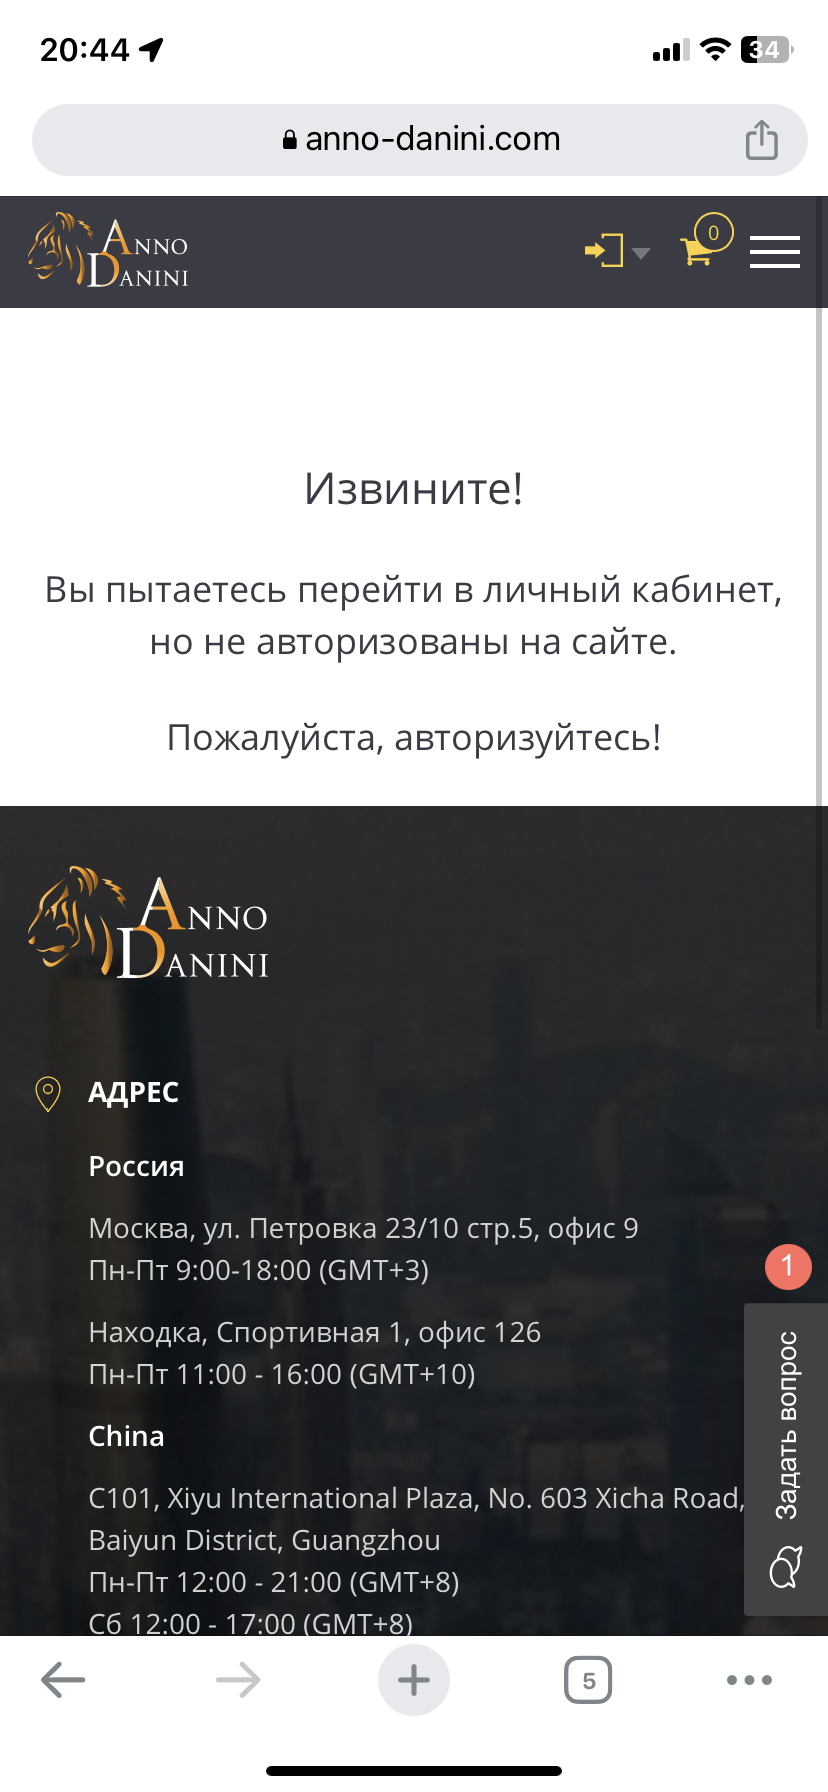 20:44
34
anno-danini.com
ANNO
DANINI
0
Извините!
Вы пытаетесь перейти в личный кабинет,
но не авторизованы на сайте.
Пожалуйста, авторизуйтесь!
ANNO
DANINI
АДРЕС
Россия
Москва, ул. Петровка 23/10 стр.5, офис 9
Пн-Пт 9:00-18:00 (GMT+3)
1
Находка, Спортивная 1, офис 126
Пн-Пт 11:00 - 16:00 (GMT+10)
Задать вопрос
China
C101, Xiyu International Plaza, No. 603 Xicha Road,
Baiyun District, Guangzhou
Пн-Пт 12:00 - 21:00 (GMT+8)
Сб 12:00 - 17:00 (GMT+8)
5